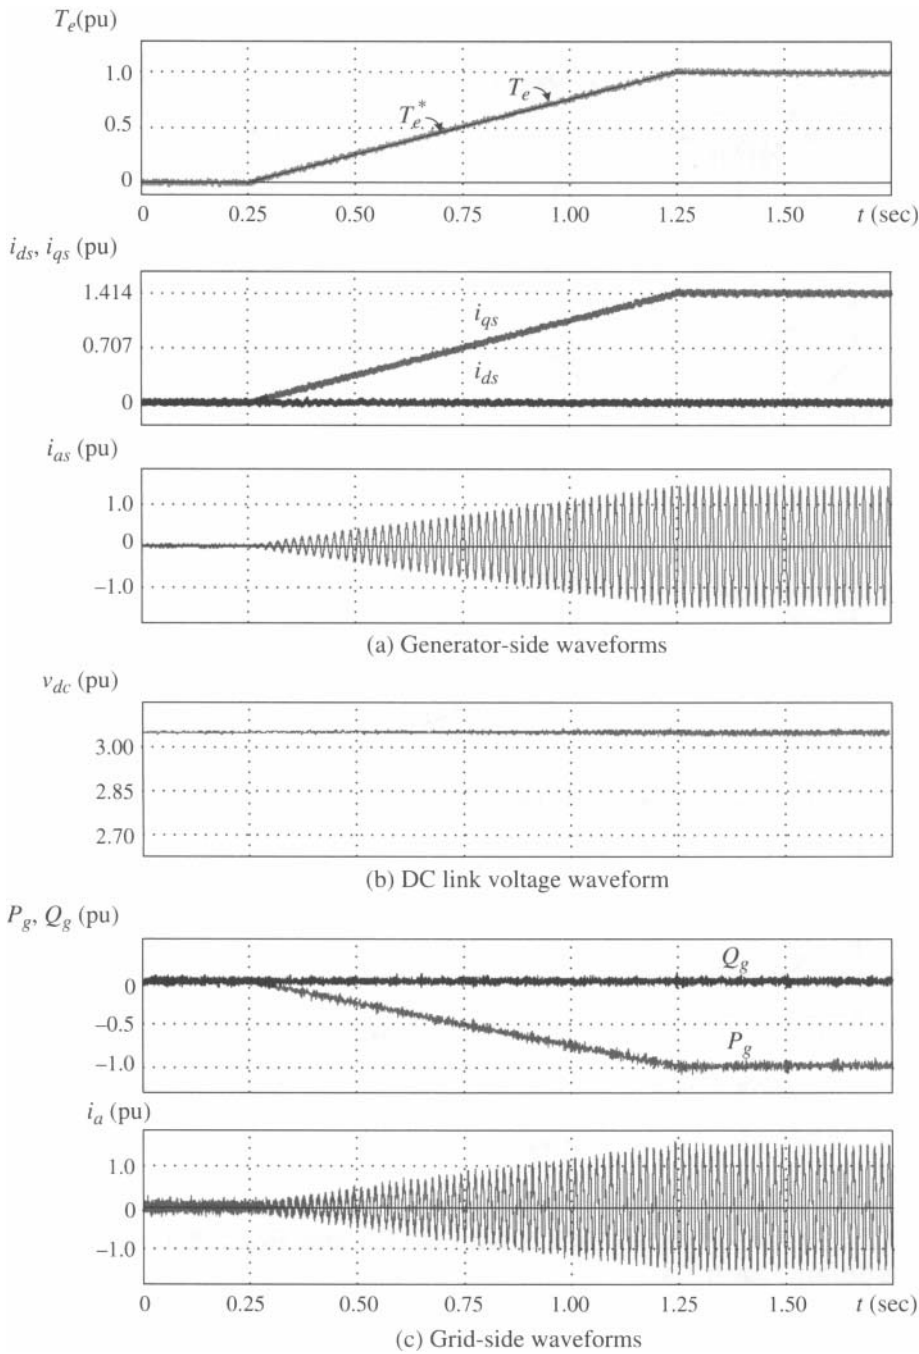 T_e(pu)
1.0
0.5
0
T_e^*
T_e
0 0.25 0.50 0.75 1.00 1.25 1.50 t (sec)
i_ds, i_qs (pu)
1.414
0.707
0
i_qs
i_ds
i_as (pu)
1.0
0
−1.0
(a) Generator-side waveforms
v_dc (pu)
3.00
2.85
2.70
(b) DC link voltage waveform
P_g, Q_g (pu)
0
−0.5
−1.0
Q_g
P_g
i_a (pu)
1.0
0
−1.0
0 0.25 0.50 0.75 1.00 1.25 1.50 t (sec)
(c) Grid-side waveforms